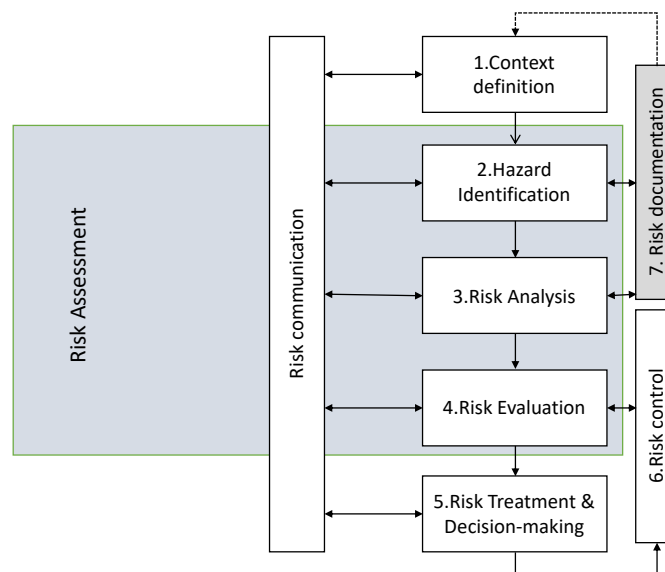 1.Context
definition
2.Hazard
Identification
3.Risk Analysis
4.Risk Evaluation
5.Risk Treatment &
Decision-making
Risk Assessment
Risk communication
7. Risk documentation
6.Risk control